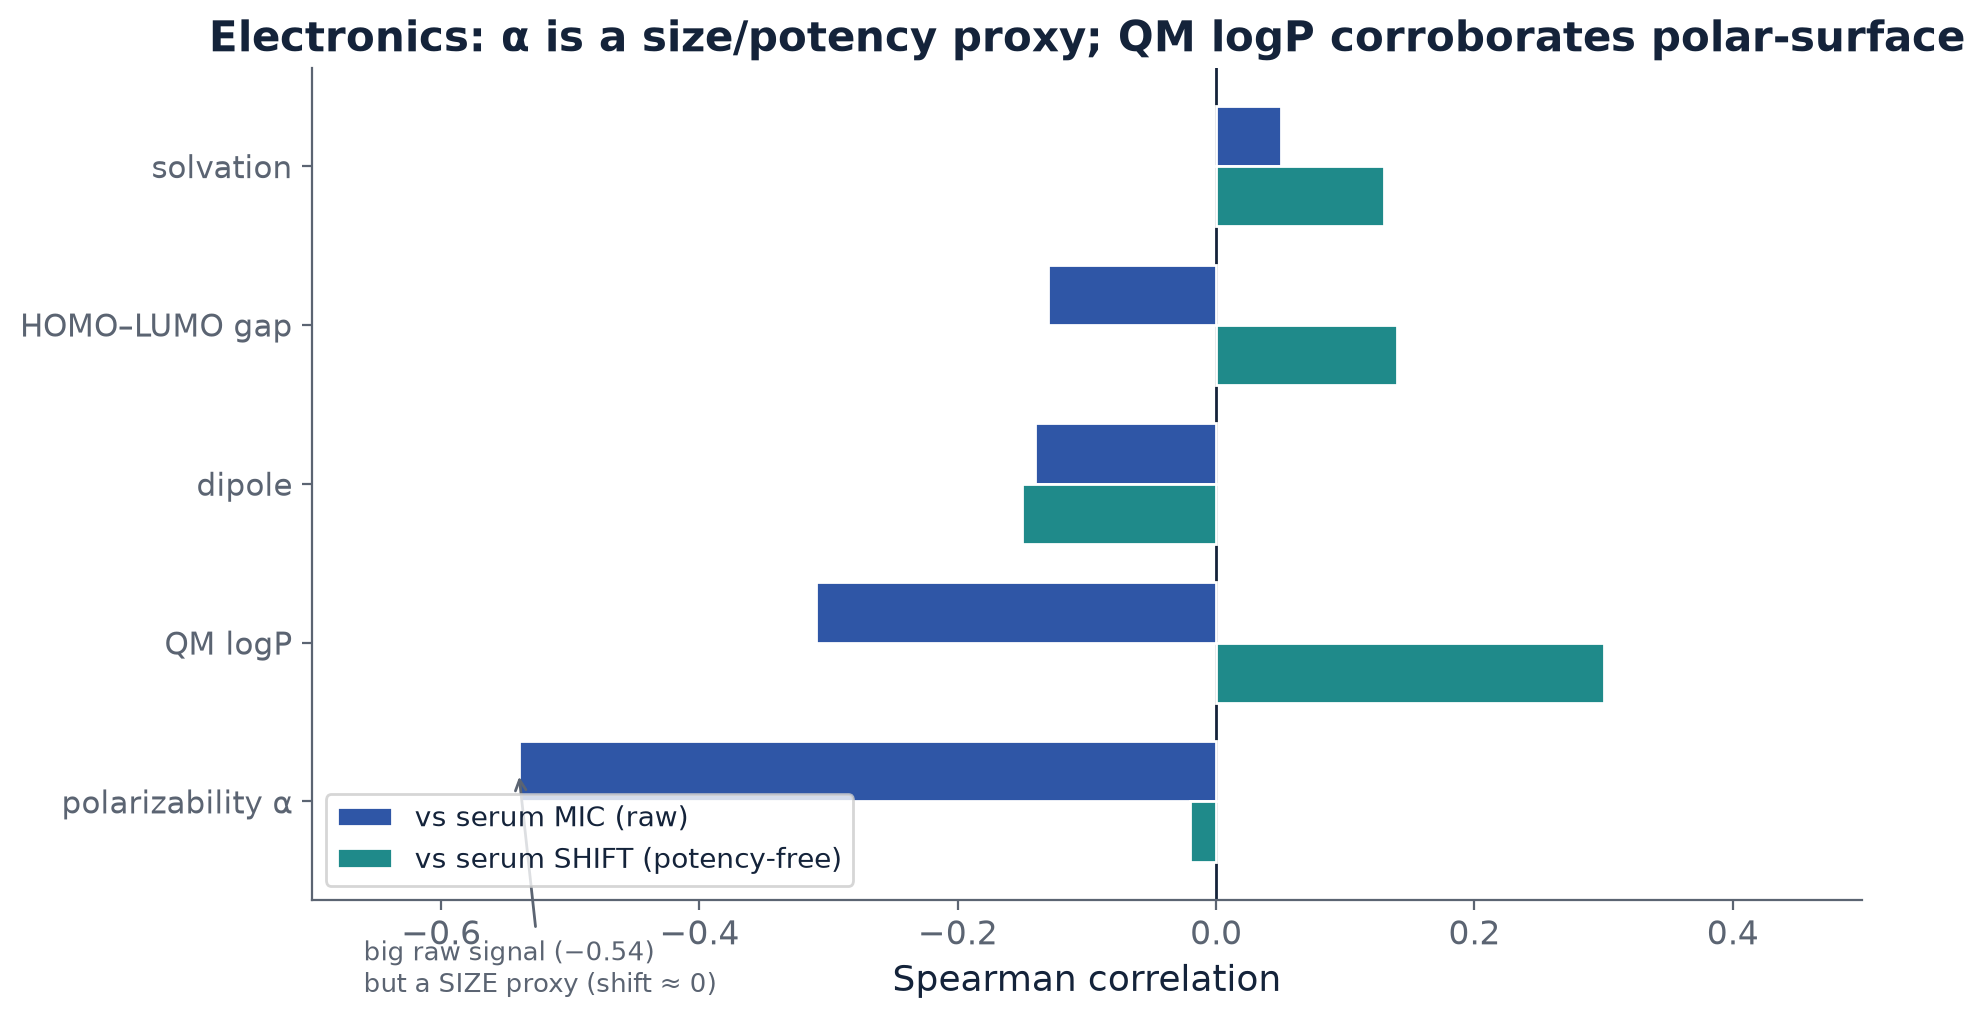 Electronics: α is a size/potency proxy; QM logP corroborates polar-surface
solvation
HOMO–LUMO gap
dipole
QM logP
polarizability α
vs serum MIC (raw)
vs serum SHIFT (potency-free)
−0.6 −0.4 −0.2 0.0 0.2 0.4
big raw signal (−0.54)
but a SIZE proxy (shift ≈ 0)
Spearman correlation